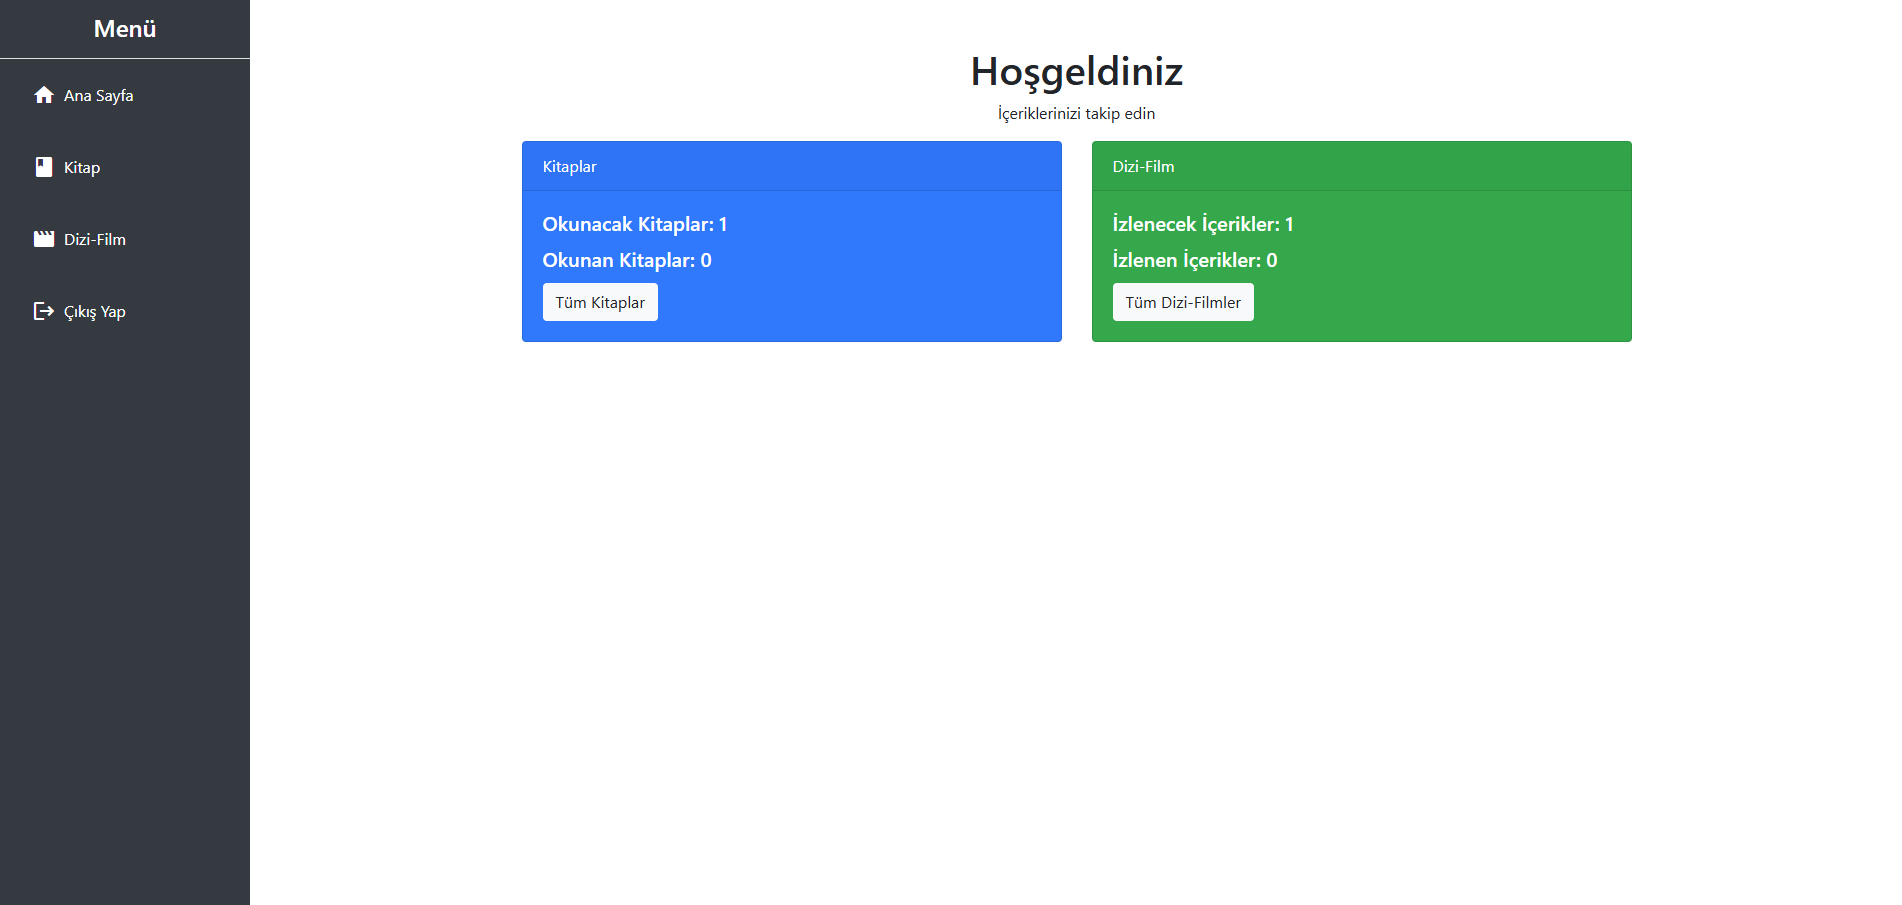 Menü
Ana Sayfa
Kitap
Dizi-Film
Çıkış Yap
Hoşgeldiniz
İçeriklerinizi takip edin
Kitaplar
Okunacak Kitaplar: 1
Okunan Kitaplar: 0
Tüm Kitaplar
Dizi-Film
İzlenecek İçerikler: 1
İzlenen İçerikler: 0
Tüm Dizi-Filmler